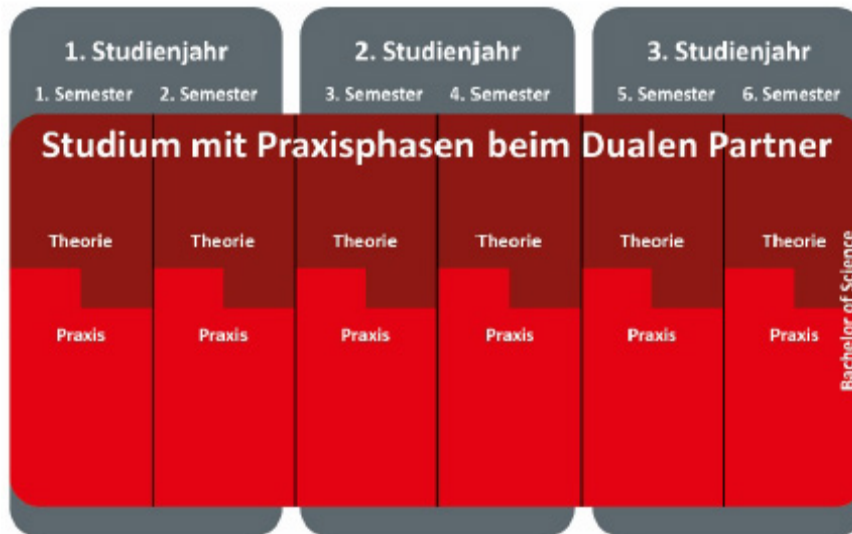 1. Studienjahr 2. Studienjahr 3. Studienjahr
1. Semester 2. Semester 3. Semester 4. Semester 5. Semester 6. Semester
Studium mit Praxisphasen beim Dualen Partner
Theorie Theorie Theorie Theorie Theorie Theorie
Praxis Praxis Praxis Praxis Praxis Praxis
Bachelor of Science